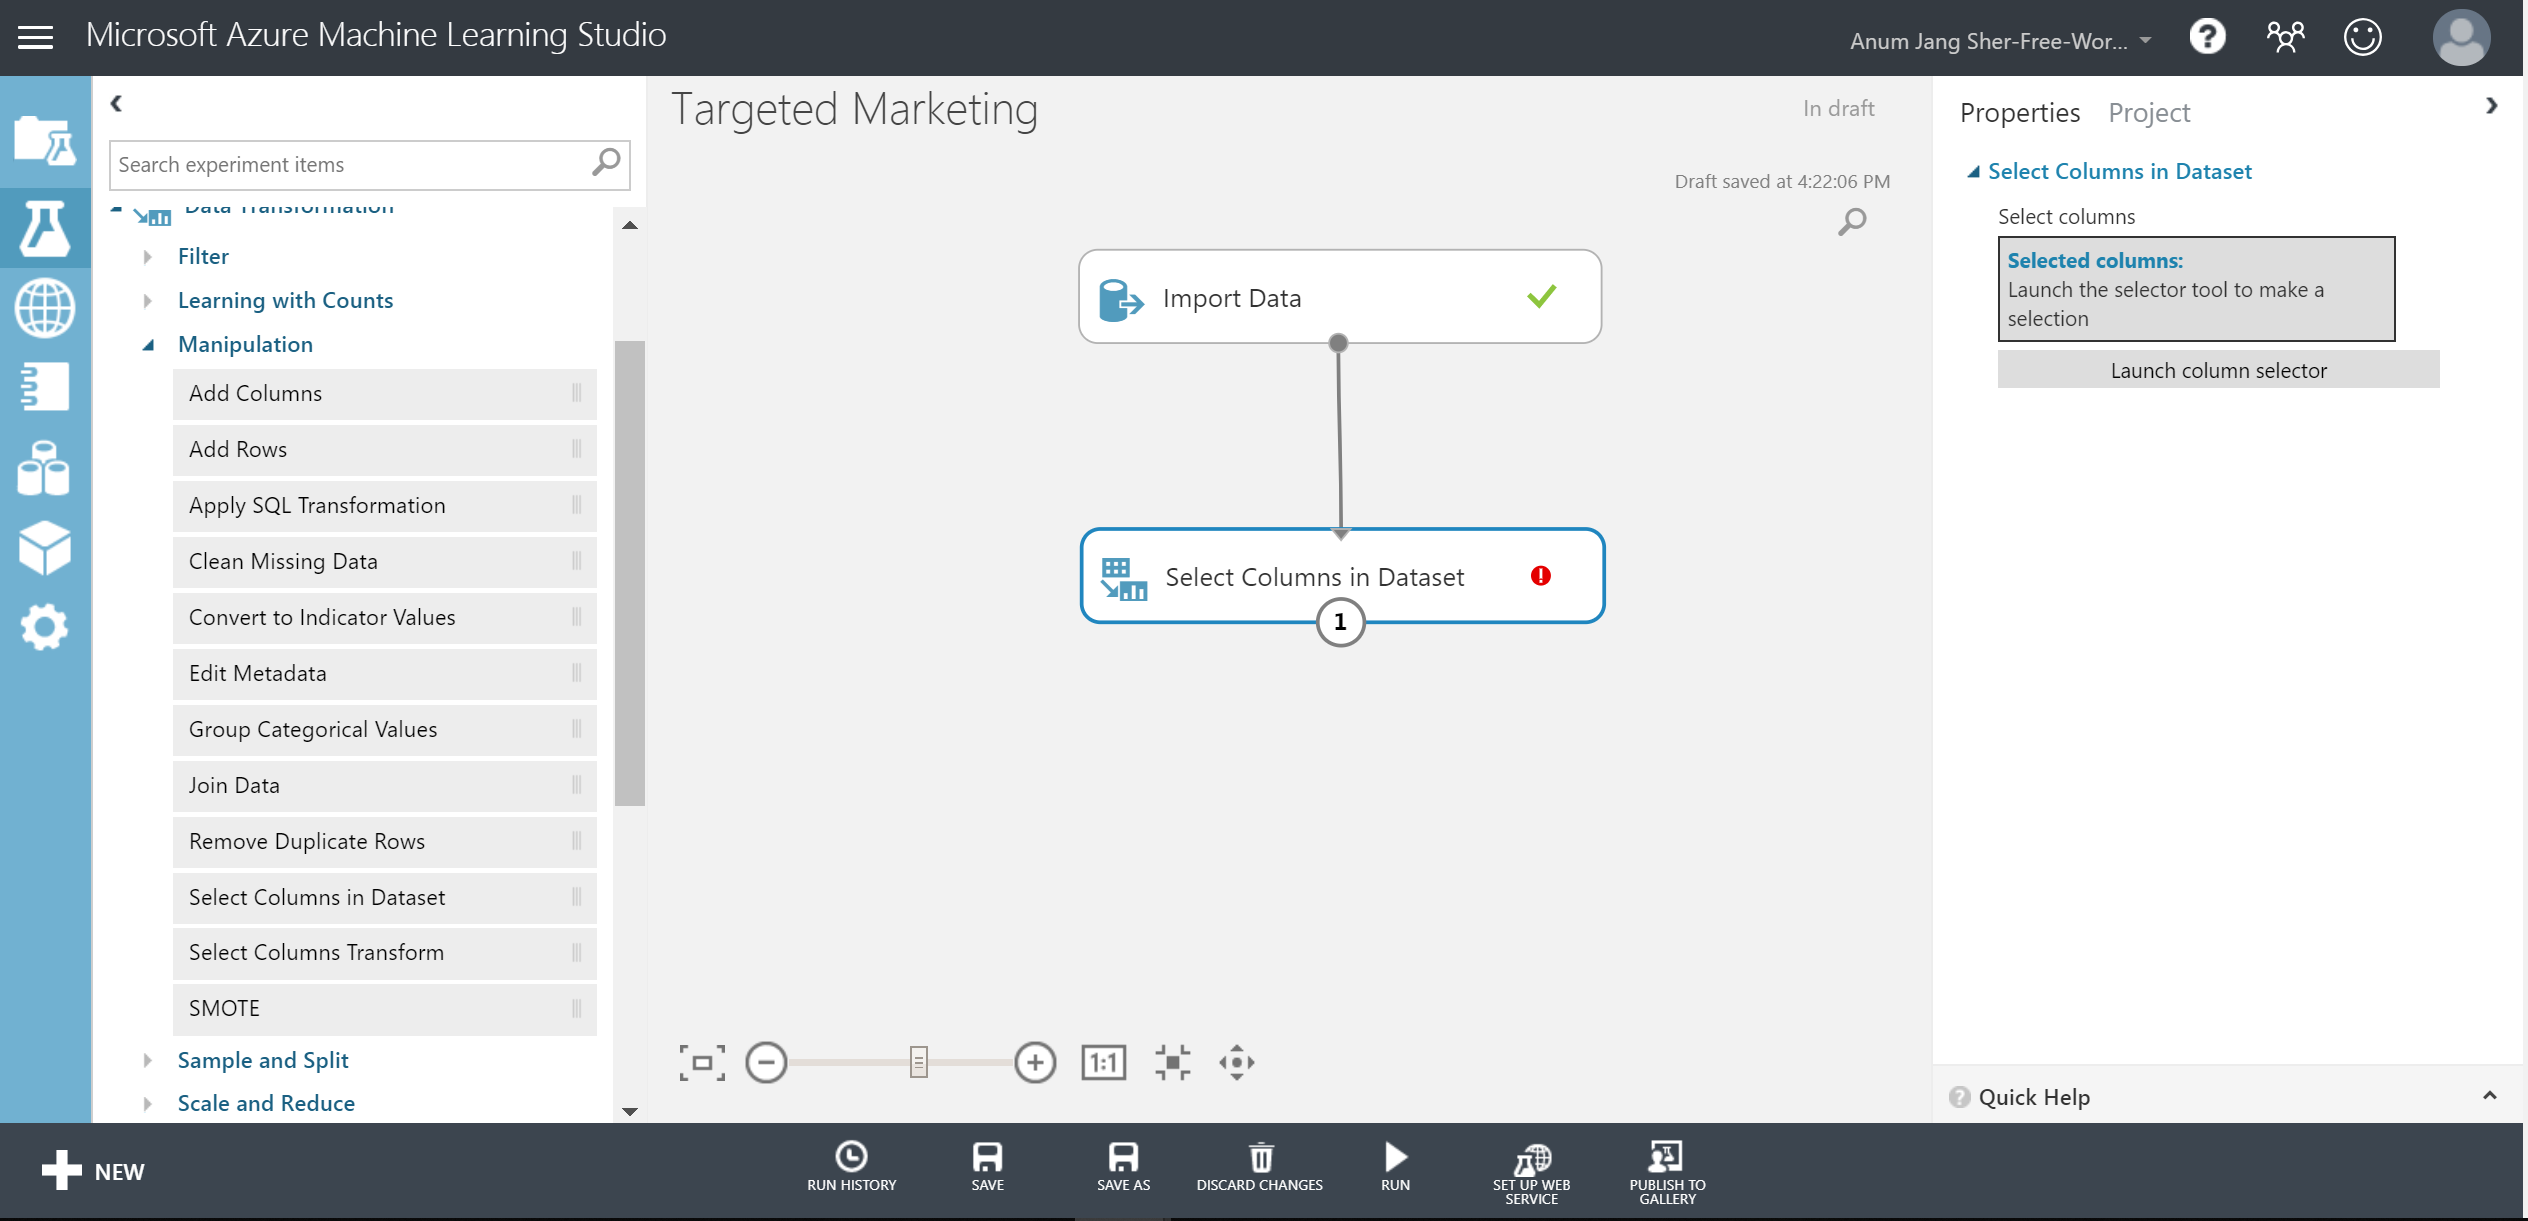 Microsoft Azure Machine Learning Studio
Anum Jang Sher-Free-Wor...
Search experiment items
Data Transformation
Filter
Learning with Counts
Manipulation
Add Columns
Add Rows
Apply SQL Transformation
Clean Missing Data
Convert to Indicator Values
Edit Metadata
Group Categorical Values
Join Data
Remove Duplicate Rows
Select Columns in Dataset
Select Columns Transform
SMOTE
Sample and Split
Scale and Reduce
Targeted Marketing
In draft
Draft saved at 4:22:06 PM
Import Data
Select Columns in Dataset
1
1:1
Properties Project
Select Columns in Dataset
Select columns
Selected columns:
Launch the selector tool to make a
selection
Launch column selector
Quick Help
NEW
RUN HISTORY
SAVE
SAVE AS
DISCARD CHANGES
RUN
SET UP WEB
SERVICE
PUBLISH TO
GALLERY